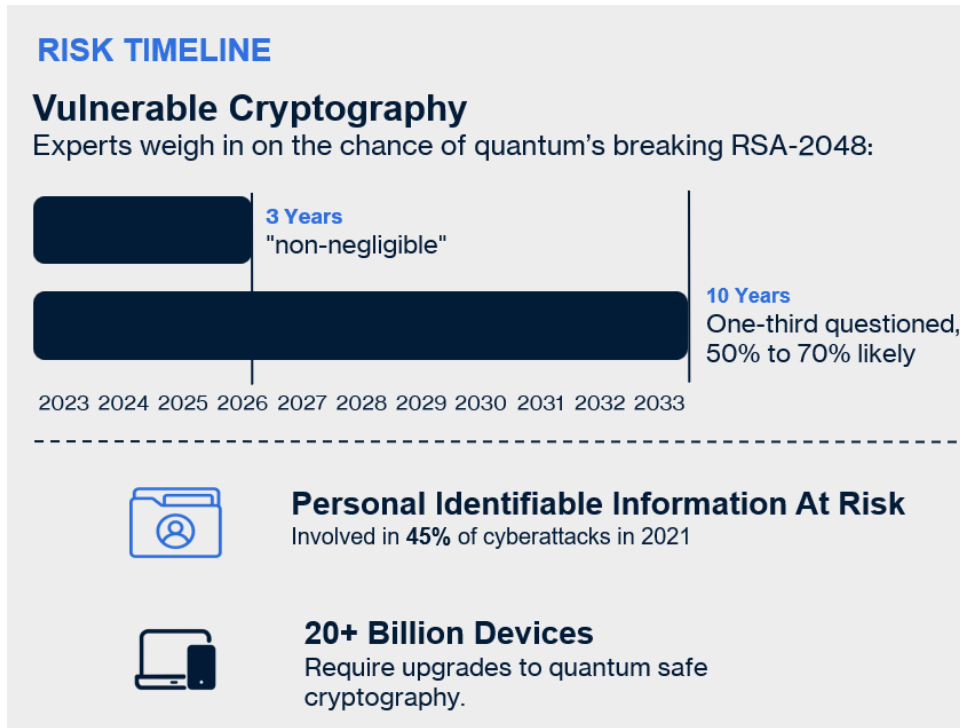 RISK TIMELINE
Vulnerable Cryptography
Experts weigh in on the chance of quantum's breaking RSA-2048:
3 Years
"non-negligible"
10 Years
One-third questioned,
50% to 70% likely
2023 2024 2025 2026 2027 2028 2029 2030 2031 2032 2033
Personal Identifiable Information At Risk
Involved in 45% of cyberattacks in 2021
20+ Billion Devices
Require upgrades to quantum safe
cryptography.